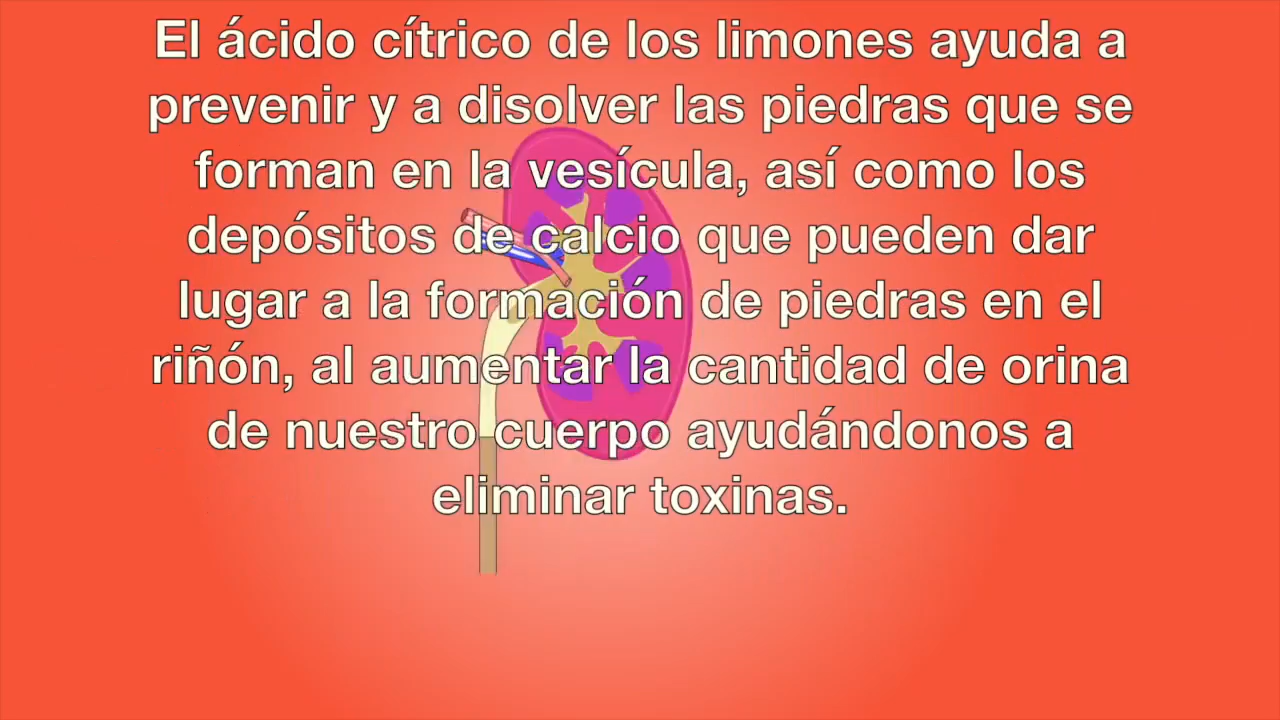 El ácido cítrico de los limones ayuda a
prevenir y a disolver las piedras que se
forman en la vesícula, así como los
depósitos de calcio que pueden dar
lugar a la formación de piedras en el
riñón, al aumentar la cantidad de orina
de nuestro cuerpo ayudándonos a
eliminar toxinas.